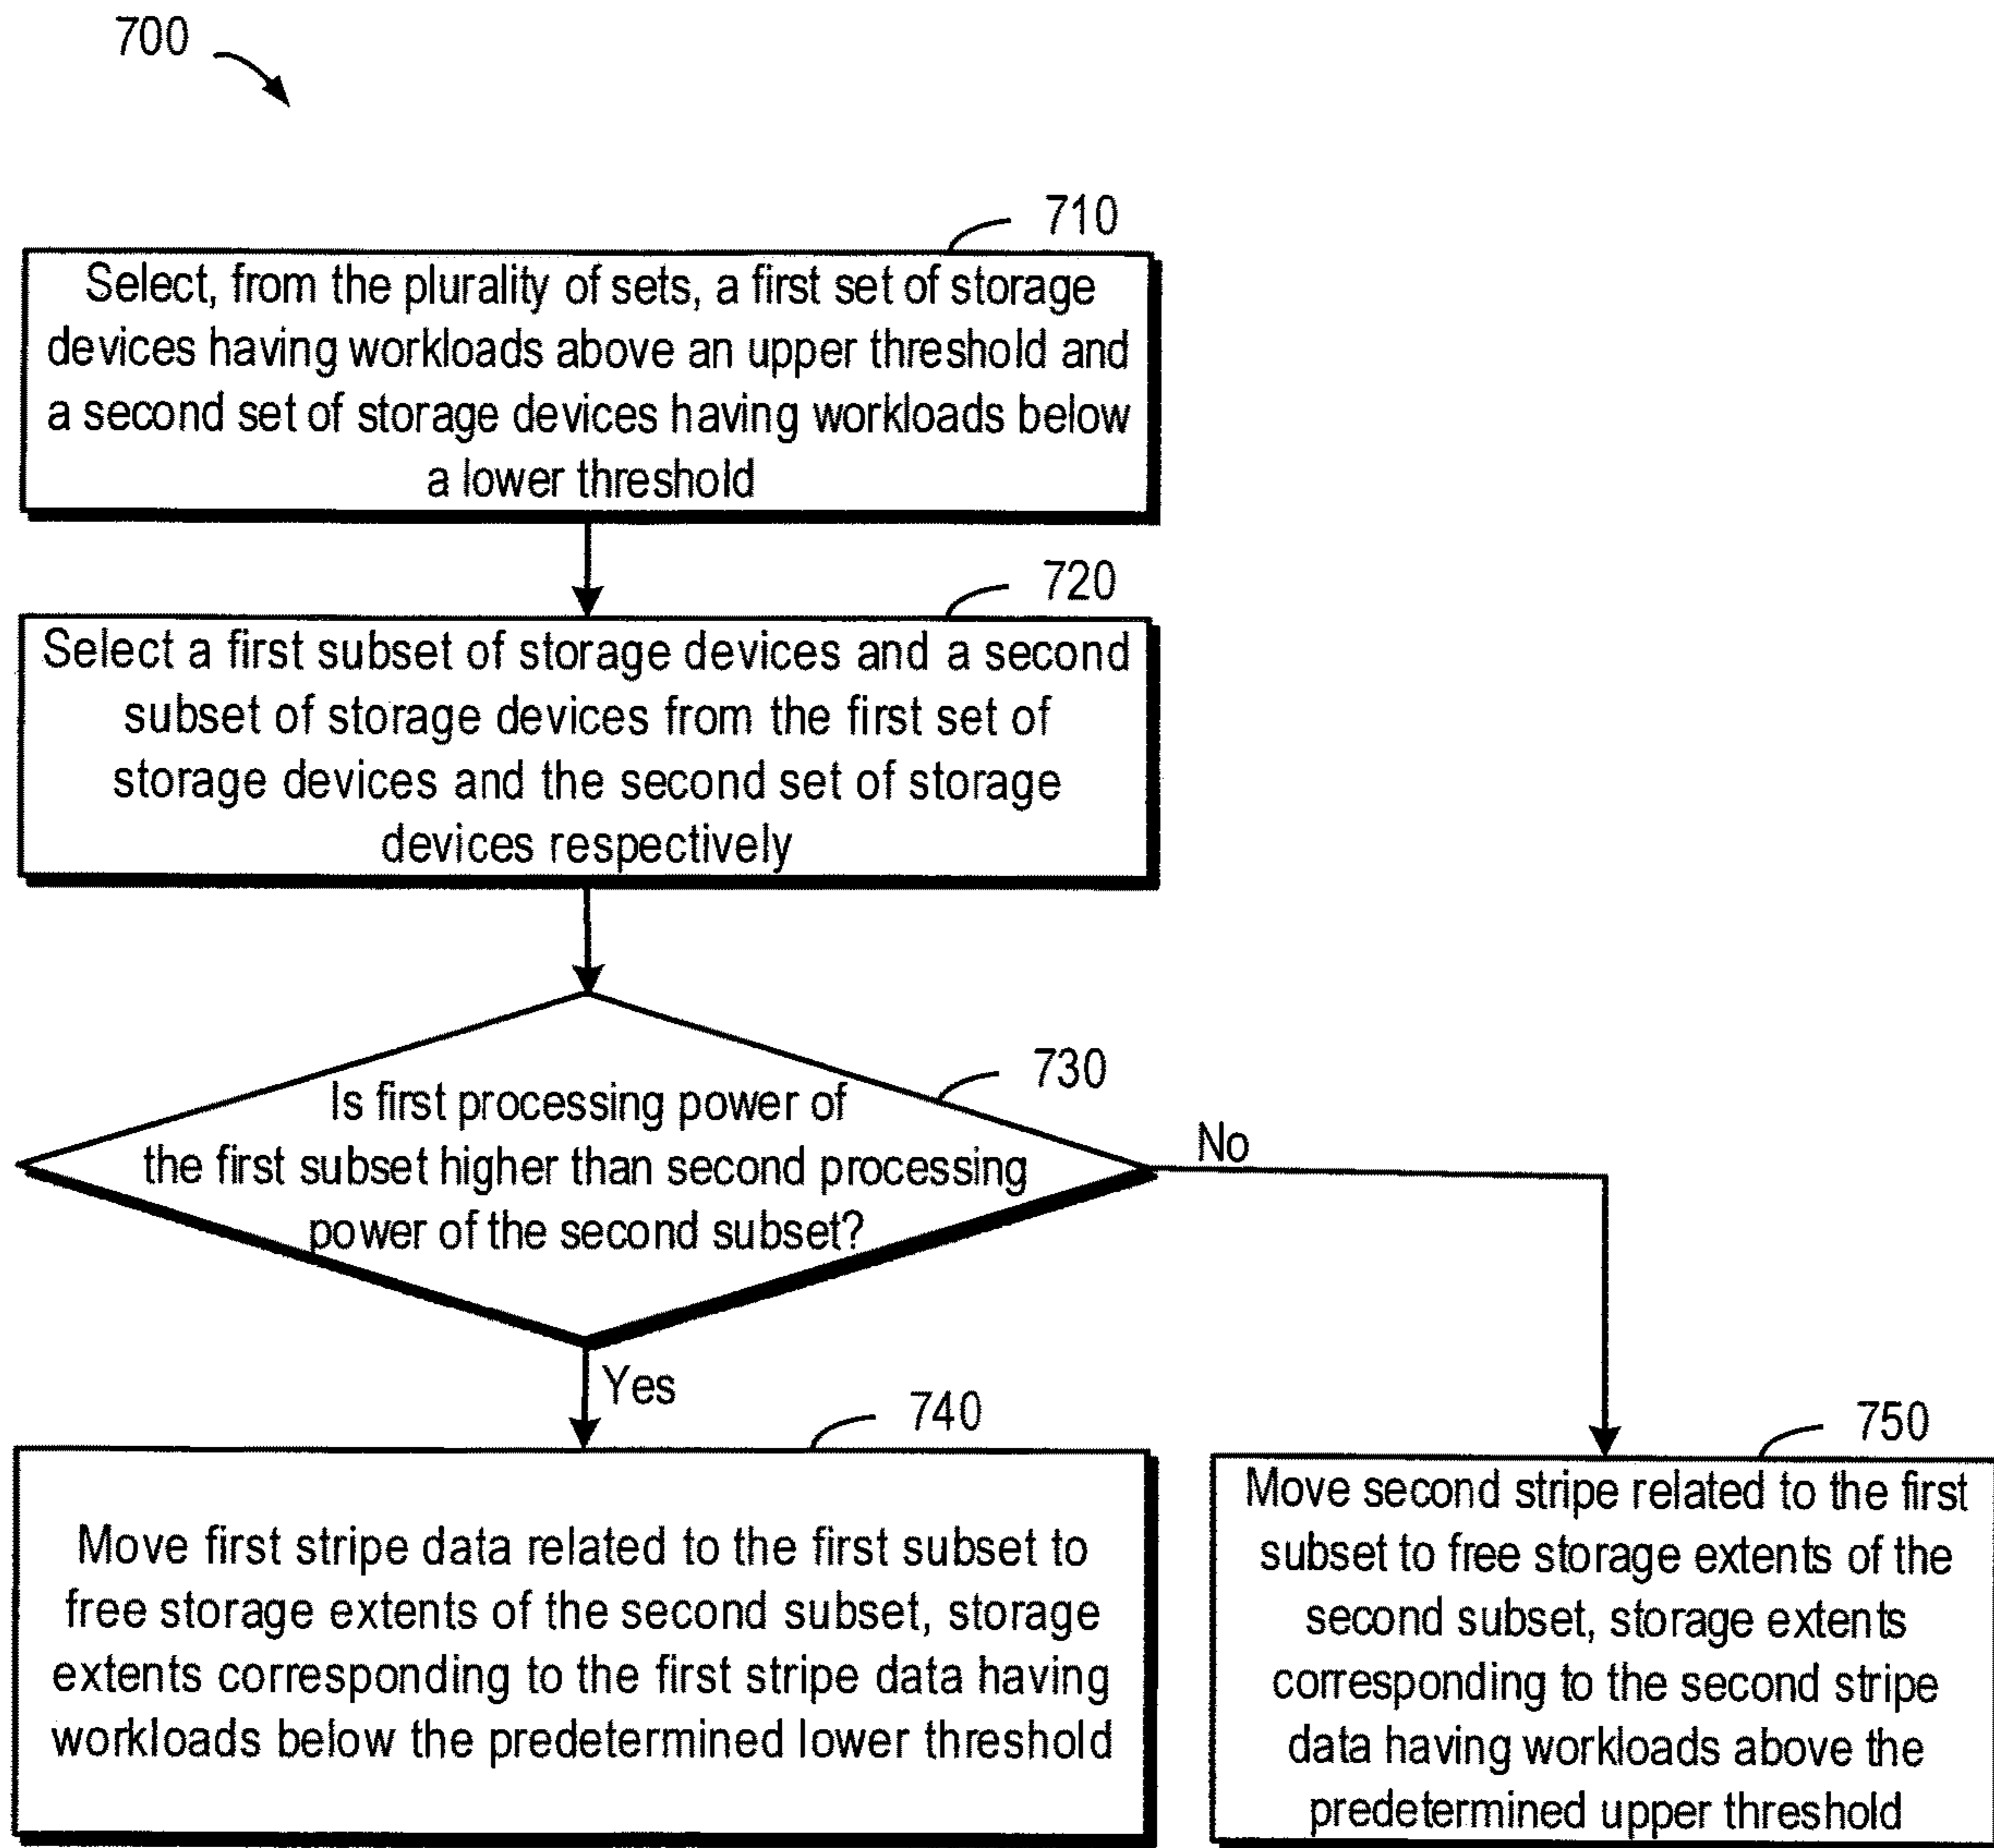 700
710
Select, from the plurality of sets, a first set of storage
devices having workloads above an upper threshold and
a second set of storage devices having workloads below
a lower threshold
720
Select a first subset of storage devices and a second
subset of storage devices from the first set of
storage devices and the second set of storage
devices respectively
730
Is first processing power of
the first subset higher than second processing
power of the second subset?
No
Yes
740
Move first stripe data related to the first subset to
free storage extents of the second subset, storage
extents corresponding to the first stripe data having
workloads below the predetermined lower threshold
750
Move second stripe related to the first
subset to free storage extents of the
second subset, storage extents
corresponding to the second stripe
data having workloads above the
predetermined upper threshold